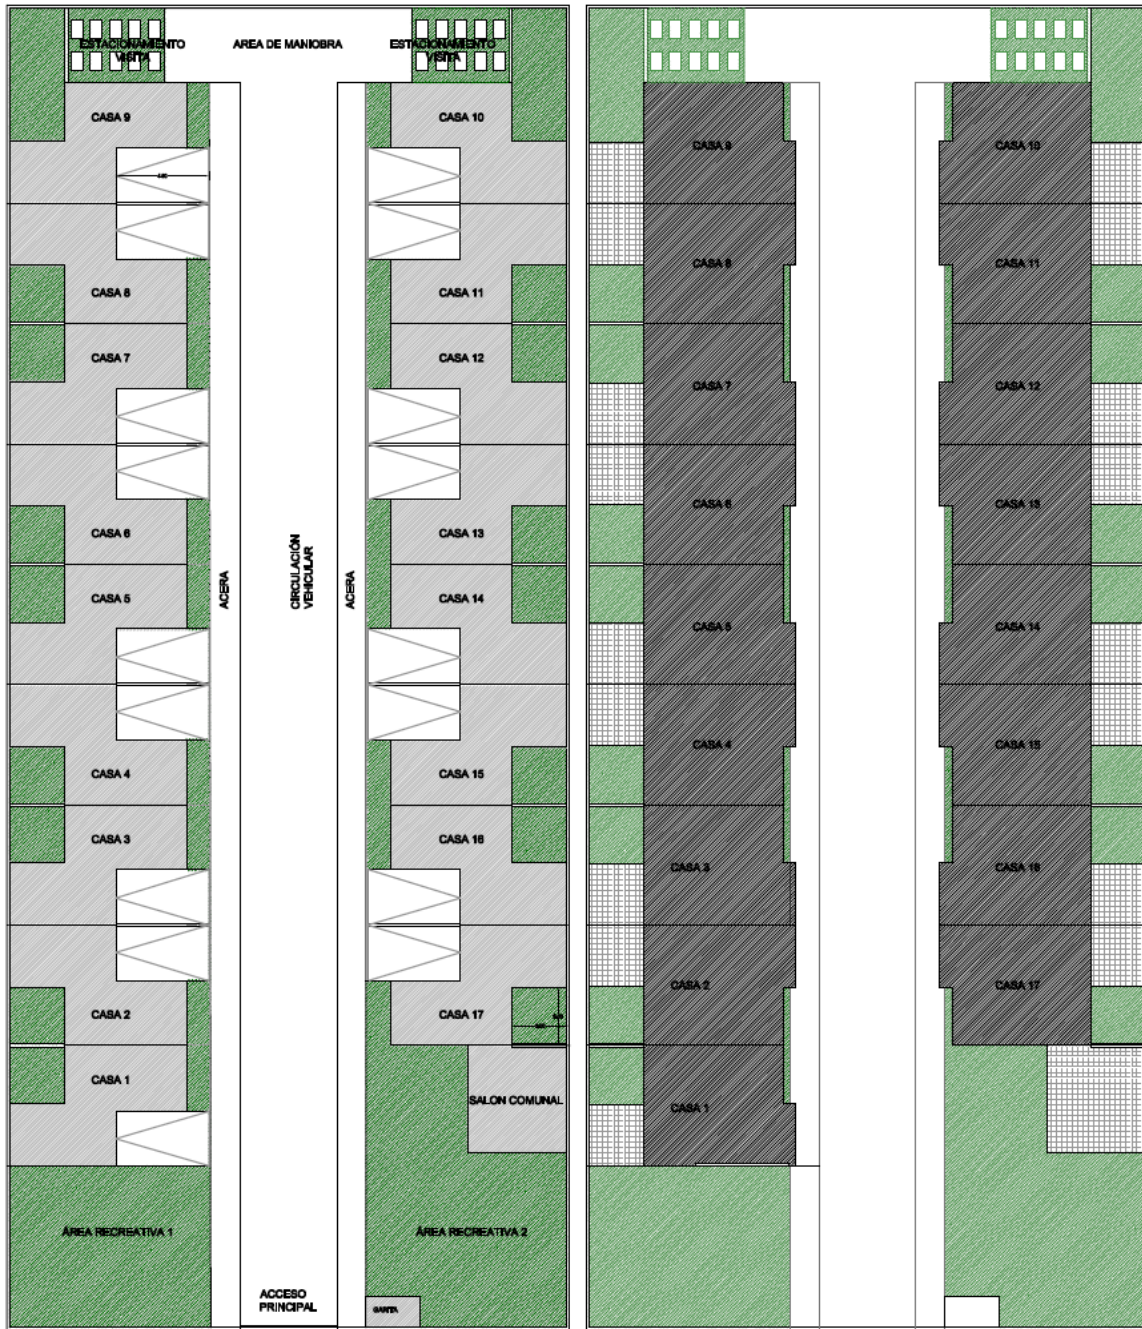 ESTACIONAMIENTO
VISITA
AREA DE MANIOBRA
ESTACIONAMIENTO
VISITA
CASA 9
CASA 10
CASA 8
CASA 11
CASA 7
CASA 12
CASA 6
CASA 13
CASA 5
CASA 14
ACERA
CIRCULACIÓN
VEHICULAR
ACERA
CASA 4
CASA 15
CASA 3
CASA 16
CASA 2
CASA 17
CASA 1
SALON COMUNAL
ÁREA RECREATIVA 1
ÁREA RECREATIVA 2
ACCESO
PRINCIPAL
GARITA
CASA 9
CASA 10
CASA 8
CASA 11
CASA 7
CASA 12
CASA 6
CASA 13
CASA 5
CASA 14
CASA 4
CASA 15
CASA 3
CASA 16
CASA 2
CASA 17
CASA 1